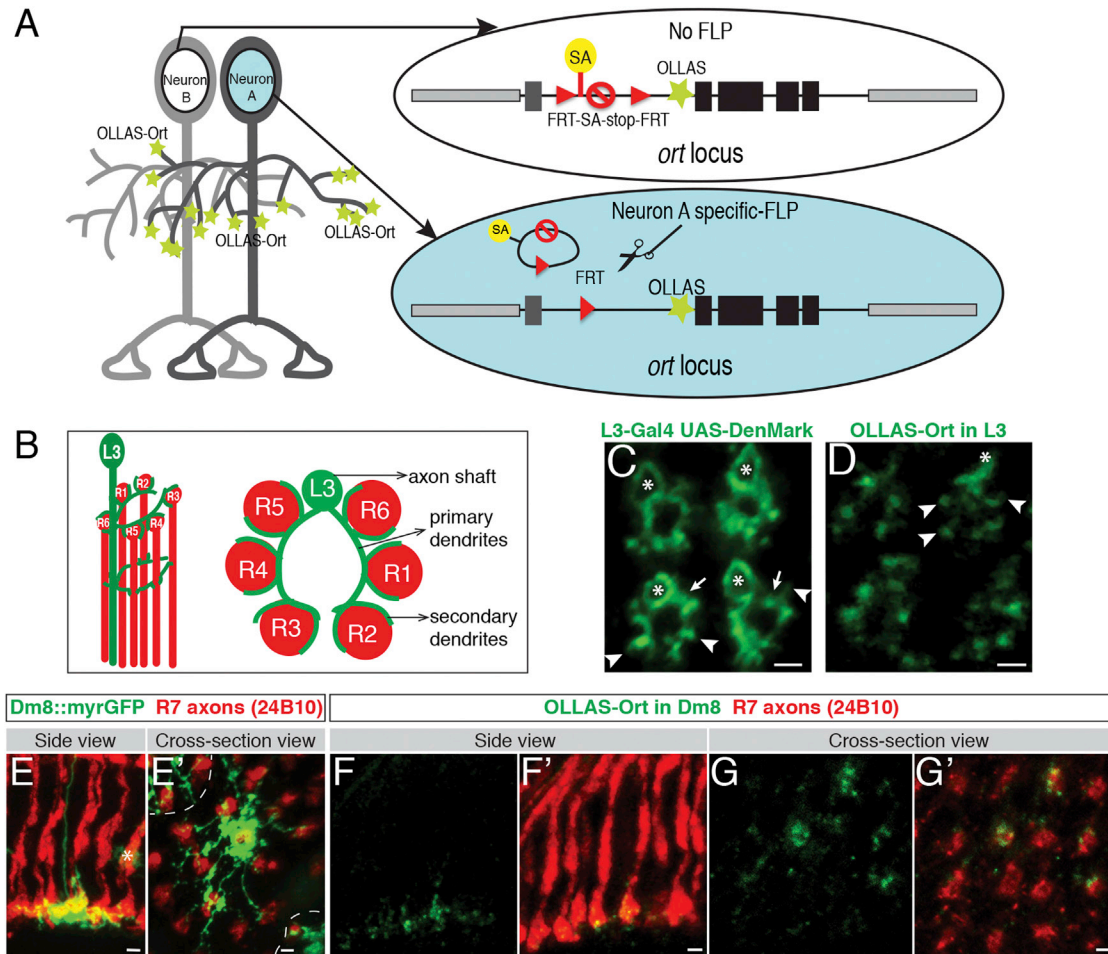 A
Neuron
B
Neuron
A
OLLAS-Ort
OLLAS-Ort
OLLAS-Ort
No FLP
SA
OLLAS
FRT-SA-stop-FRT
ort locus
Neuron A specific-FLP
SA
FRT
OLLAS
ort locus
B
L3
R1
R2
R3
R6
R5
R4
L3
axon shaft
R5
R6
primary
dendrites
R4
R1
R3
R2
secondary
dendrites
L3-Gal4 UAS-DenMark
C
*
*
*
*
OLLAS-Ort in L3
D
*
Dm8::myrGFP R7 axons (24B10)
OLLAS-Ort in Dm8 R7 axons (24B10)
Side view
Cross-section view
Side view
Cross-section view
E
*
E'
F
F'
G
G'